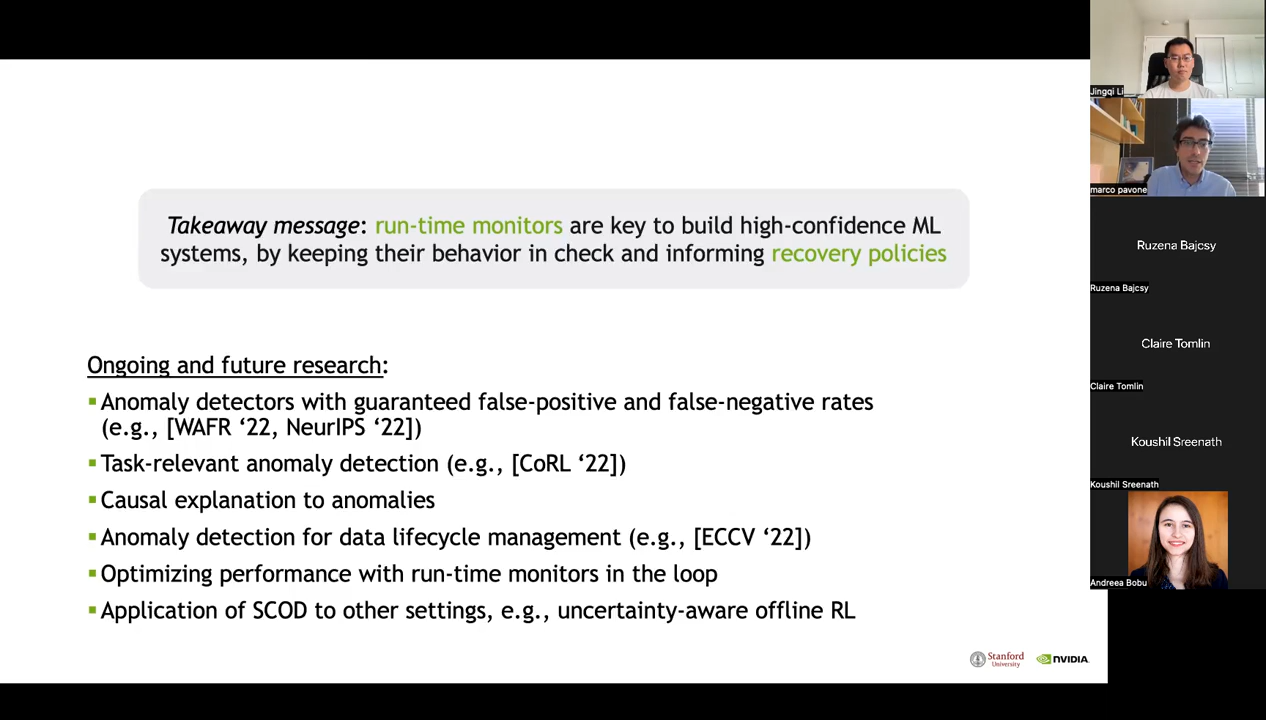 Takeaway message: run-time monitors are key to build high-confidence ML
systems, by keeping their behavior in check and informing recovery policies
Ongoing and future research:
▪Anomaly detectors with guaranteed false-positive and false-negative rates
(e.g., [WAFR ‘22, NeurIPS ‘22])
▪Task-relevant anomaly detection (e.g., [CoRL ‘22])
▪Causal explanation to anomalies
▪Anomaly detection for data lifecycle management (e.g., [ECCV ‘22])
▪Optimizing performance with run-time monitors in the loop
▪Application of SCOD to other settings, e.g., uncertainty-aware offline RL
Stanford
University
NVIDIA.
Jingqi Li
marco pavone
Ruzena Bajcsy
Ruzena Bajcsy
Claire Tomlin
Claire Tomlin
Koushil Sreenath
Koushil Sreenath
Andreea Bobu